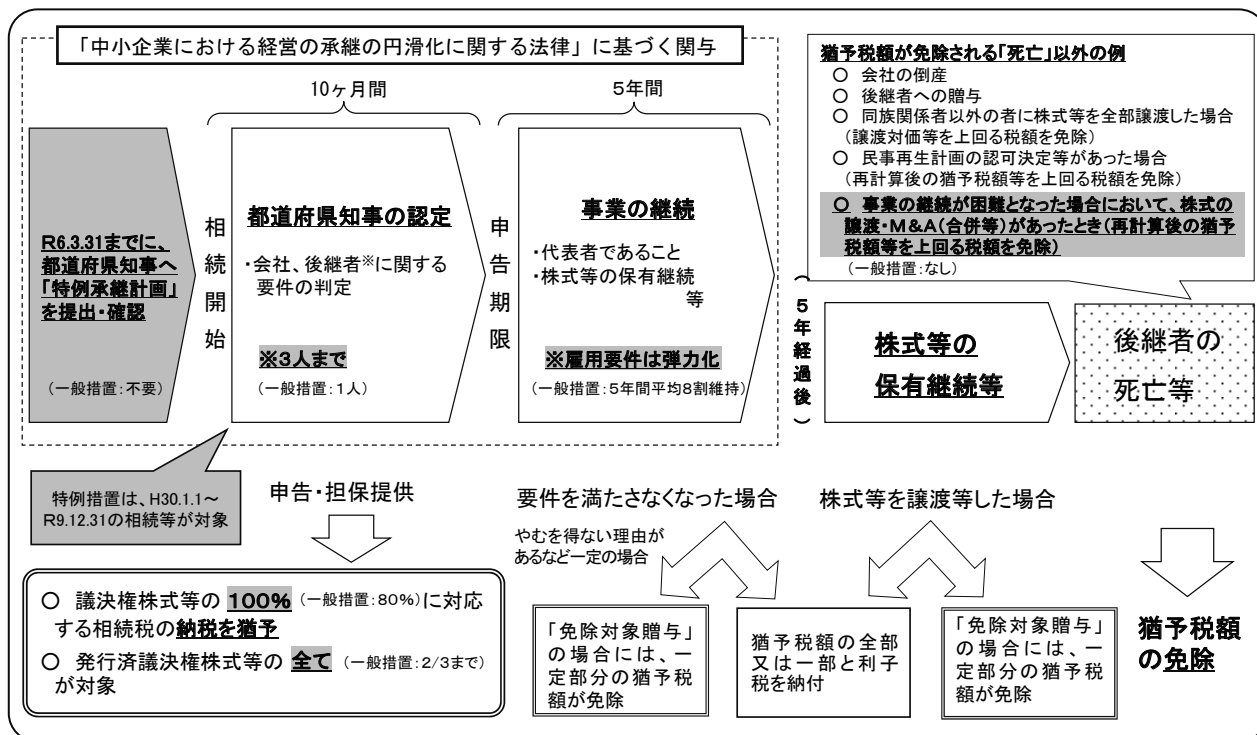 「中小企業における経営の承継の円滑化に関する法律」に基づく関与
10ヶ月間
5年間
R6.3.31までに、
都道府県知事へ
「特例承継計画」
を提出・確認
(一般措置:不要)
相続開始
都道府県知事の認定
・会社、後継者※に関する
要件の判定
※3人まで
(一般措置:1人)
申告期限
事業の継続
・代表者であること
・株式等の保有継続
等
※雇用要件は弾力化
(一般措置:5年間平均8割維持)
猶予税額が免除される「死亡」以外の例
○ 会社の倒産
○ 後継者への贈与
○ 同族関係者以外の者に株式等を全部譲渡した場合
(譲渡対価等を上回る税額を免除)
○ 民事再生計画の認可決定等があった場合
(再計算後の猶予税額等を上回る税額を免除)
○ 事業の継続が困難となった場合において、株式の
譲渡・M&A(合併等)があったとき(再計算後の猶予
税額等を上回る税額を免除)
(一般措置:なし)
(5年経過後)
株式等の
保有継続等
後継者の
死亡等
特例措置は、H30.1.1～
R9.12.31の相続等が対象
申告・担保提供
○ 議決権株式等の 100% (一般措置:80%)に対応
する相続税の納税を猶予
○ 発行済議決権株式等の 全て (一般措置:2/3まで)
が対象
要件を満たさなくなった場合
やむを得ない理由が
あるなど一定の場合
株式等を譲渡等した場合
「免除対象贈与」
の場合には、一
定部分の猶予税
額が免除
猶予税額の全部
又は一部と利子
税を納付
「免除対象贈与」
の場合には、一
定部分の猶予税
額が免除
猶予税額
の免除